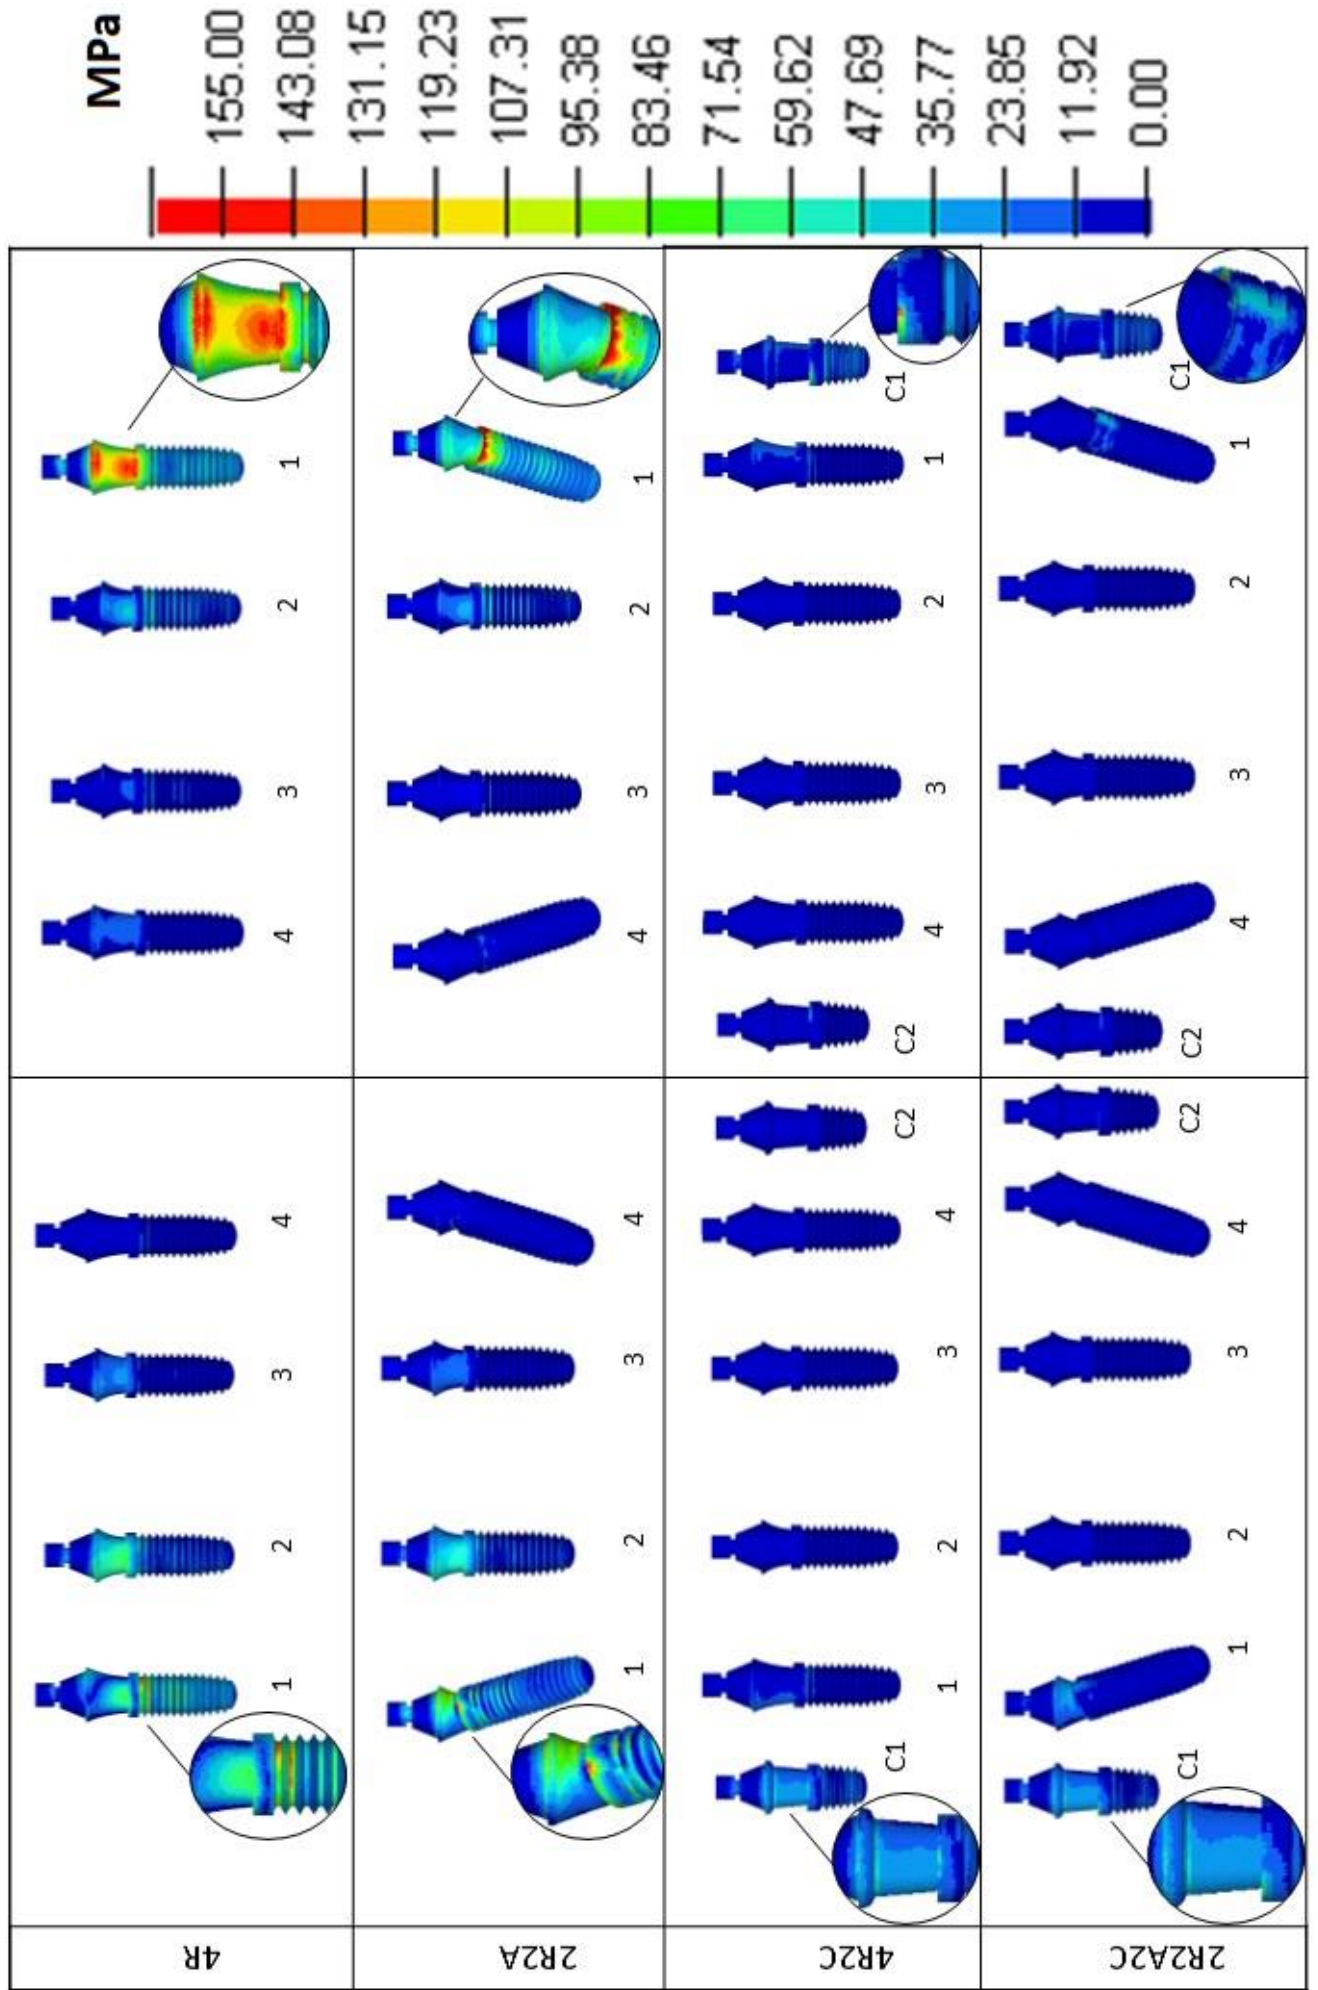 MPa
155.00
143.08
131.15
119.23
107.31
95.38
83.46
71.54
59.62
47.69
35.77
23.85
11.92
0.00
4R
1 2 3 4
4 3 2 1
2R2A
1 2 3 4
4 3 2 1
4R2C
C1 1 2 3 4 C2
C2 4 3 2 1 C1
2R2A2C
C1 1 2 3 4 C2
C2 4 3 2 1 C1